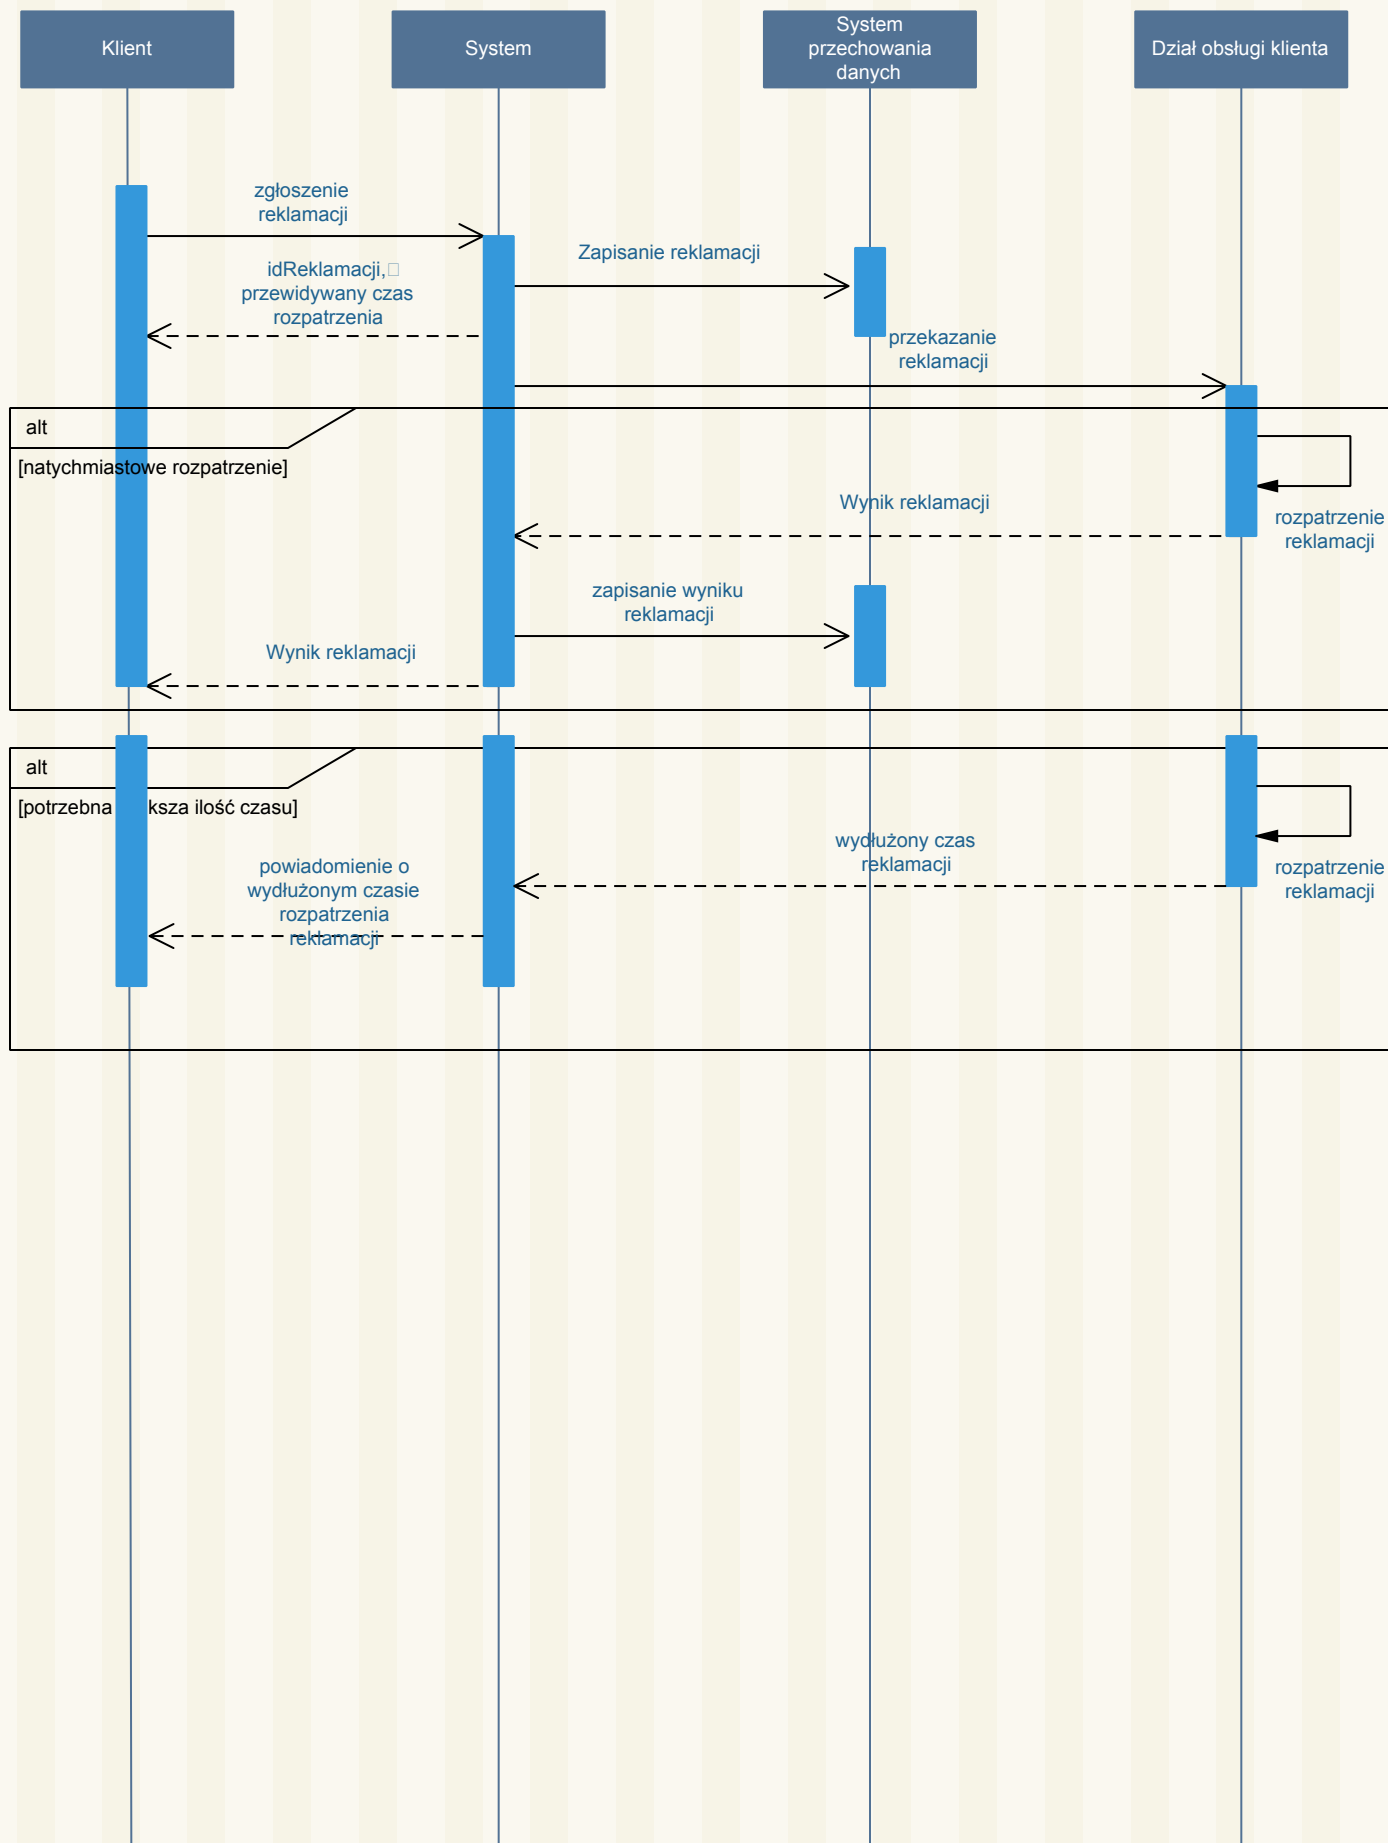 Klient
System
System
przechowania
danych
Dział obsługi klienta
zgłoszenie
reklamacji
Zapisanie reklamacji
idReklamacji,
przewidywany czas
rozpatrzenia
przekazanie
reklamacji
alt
[natychmiastowe rozpatrzenie]
Wynik reklamacji
rozpatrzenie
reklamacji
zapisanie wyniku
reklamacji
Wynik reklamacji
alt
[potrzebna ksza ilość czasu]
wydłużony czas
reklamacji
rozpatrzenie
reklamacji
powiadomienie o
wydłużonym czasie
rozpatrzenia
reklamacji